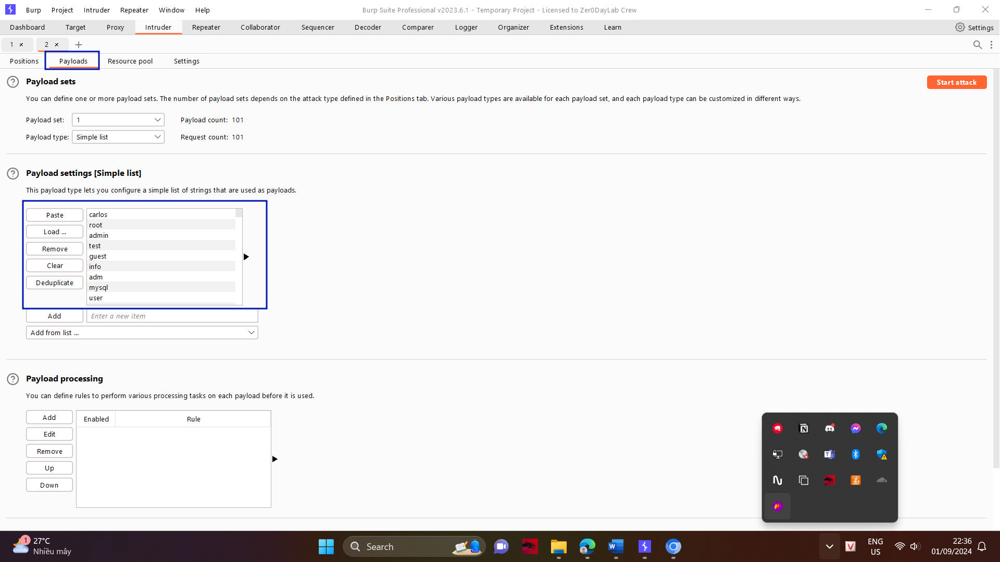 Burp Project Intruder Repeater Window Help
Burp Suite Professional v2023.6.1 - Temporary Project - Licensed to Zer0DayLab Crew
Dashboard Target Proxy Intruder Repeater Collaborator Sequencer Decoder Comparer Logger Organizer Extensions Learn Settings
1 × 2 × +
Positions Payloads Resource pool Settings
? Payload sets
Start attack
You can define one or more payload sets. The number of payload sets depends on the attack type defined in the Positions tab. Various payload types are available for each payload set, and each payload type can be customized in different ways.
Payload set: 1 Payload count: 101
Payload type: Simple list Request count: 101
? Payload settings [Simple list]
This payload type lets you configure a simple list of strings that are used as payloads.
Paste
Load ...
Remove
Clear
Deduplicate
carlos
root
admin
test
guest
info
adm
mysql
user
Add Enter a new item
Add from list ...
? Payload processing
You can define rules to perform various processing tasks on each payload before it is used.
Add
Edit
Remove
Up
Down
Enabled Rule
1 27°C
Nhiều mây
Search
ENG
US
22:36
01/09/2024